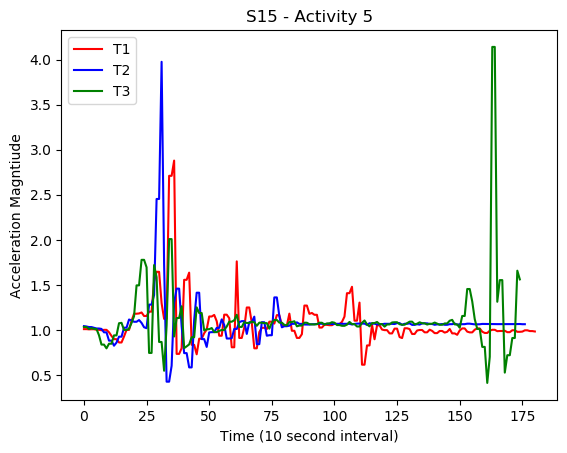 S15 - Activity 5
T1
T2
T3
4.0
3.5
3.0
2.5
2.0
1.5
1.0
0.5
Acceleration Magntiude
0 25 50 75 100 125 150 175
Time (10 second interval)